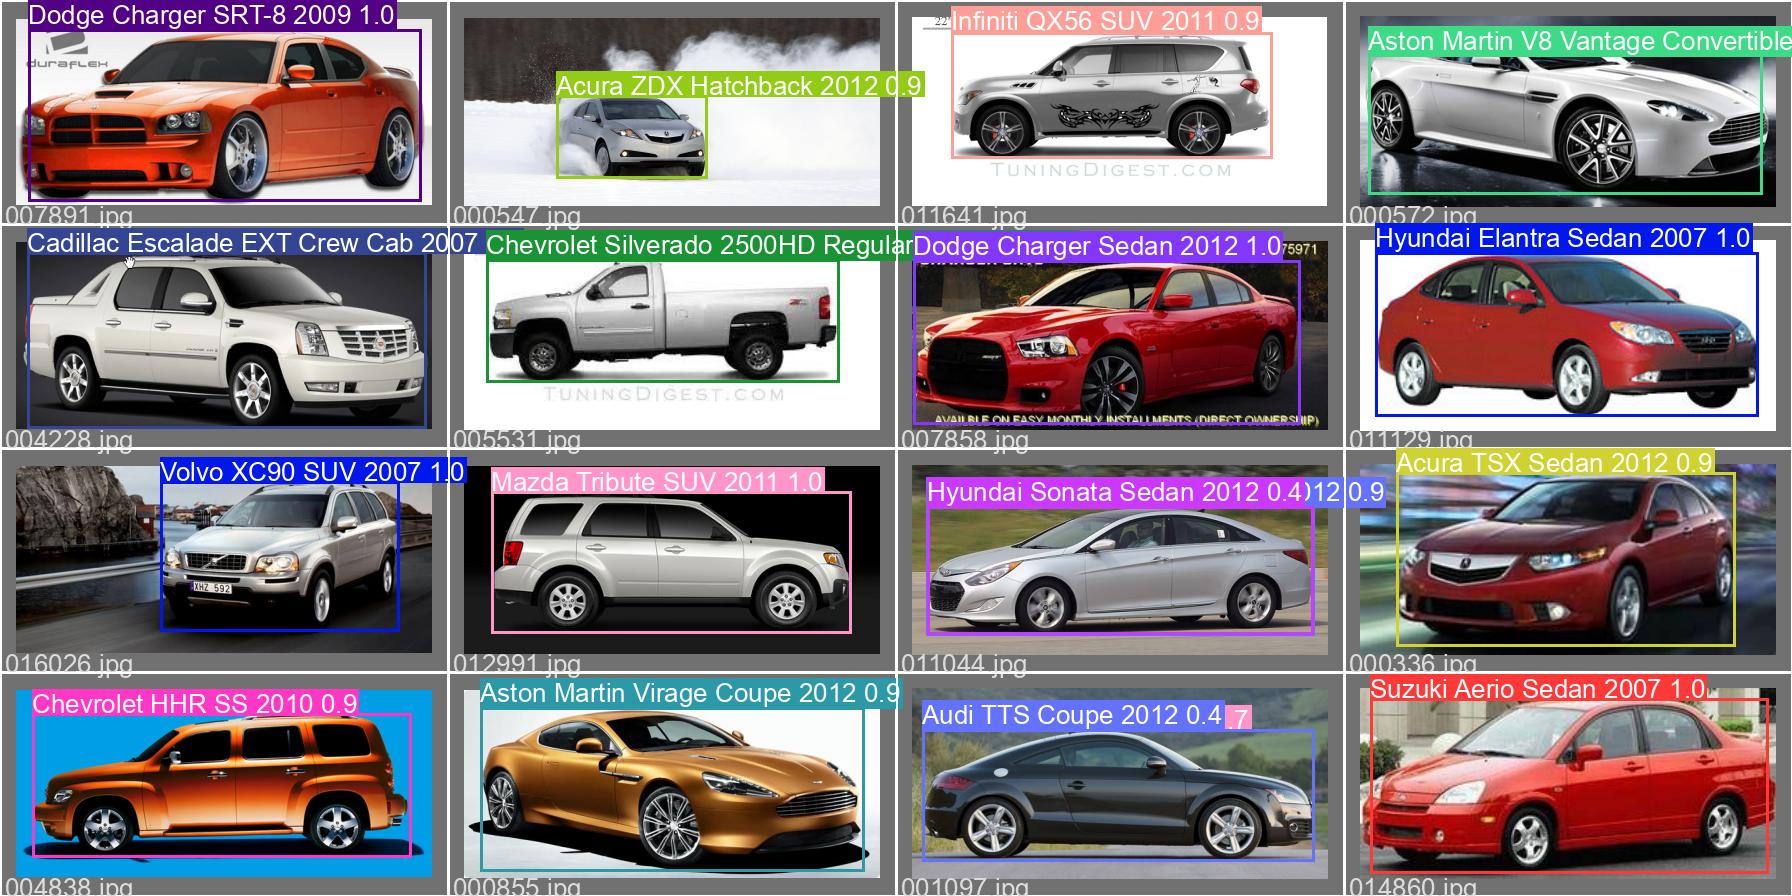 Dodge Charger SRT-8 2009 1.0
DURAFLEX
007891.jpg
Acura ZDX Hatchback 2012 0.9
000547.jpg
22"
Infiniti QX56 SUV 2011 0.9
TUNINGDIGEST.COM
011641.jpg
Aston Martin V8 Vantage Convertible
000572.jpg
Cadillac Escalade EXT Crew Cab 2007
004228.jpg
Chevrolet Silverado 2500HD Regular
TUNINGDIGEST.COM
005531.jpg
Dodge Charger Sedan 2012 1.0
75971
AVAILBLE ON EASY MONTHLY INSTALLMENTS (DIRECT OWNERSHIP)
007858.jpg
Hyundai Elantra Sedan 2007 1.0
011129.jpg
Volvo XC90 SUV 2007 1.0
XHZ 592
016026.jpg
Mazda Tribute SUV 2011 1.0
012991.jpg
Hyundai Sonata Sedan 2012 0.4 012 0.9
011044.jpg
Acura TSX Sedan 2012 0.9
000336.jpg
Chevrolet HHR SS 2010 0.9
004838.jpg
Aston Martin Virage Coupe 2012 0.9
000855.jpg
Audi TTS Coupe 2012 0.4 .7
001097.jpg
Suzuki Aerio Sedan 2007 1.0
014860.jpg